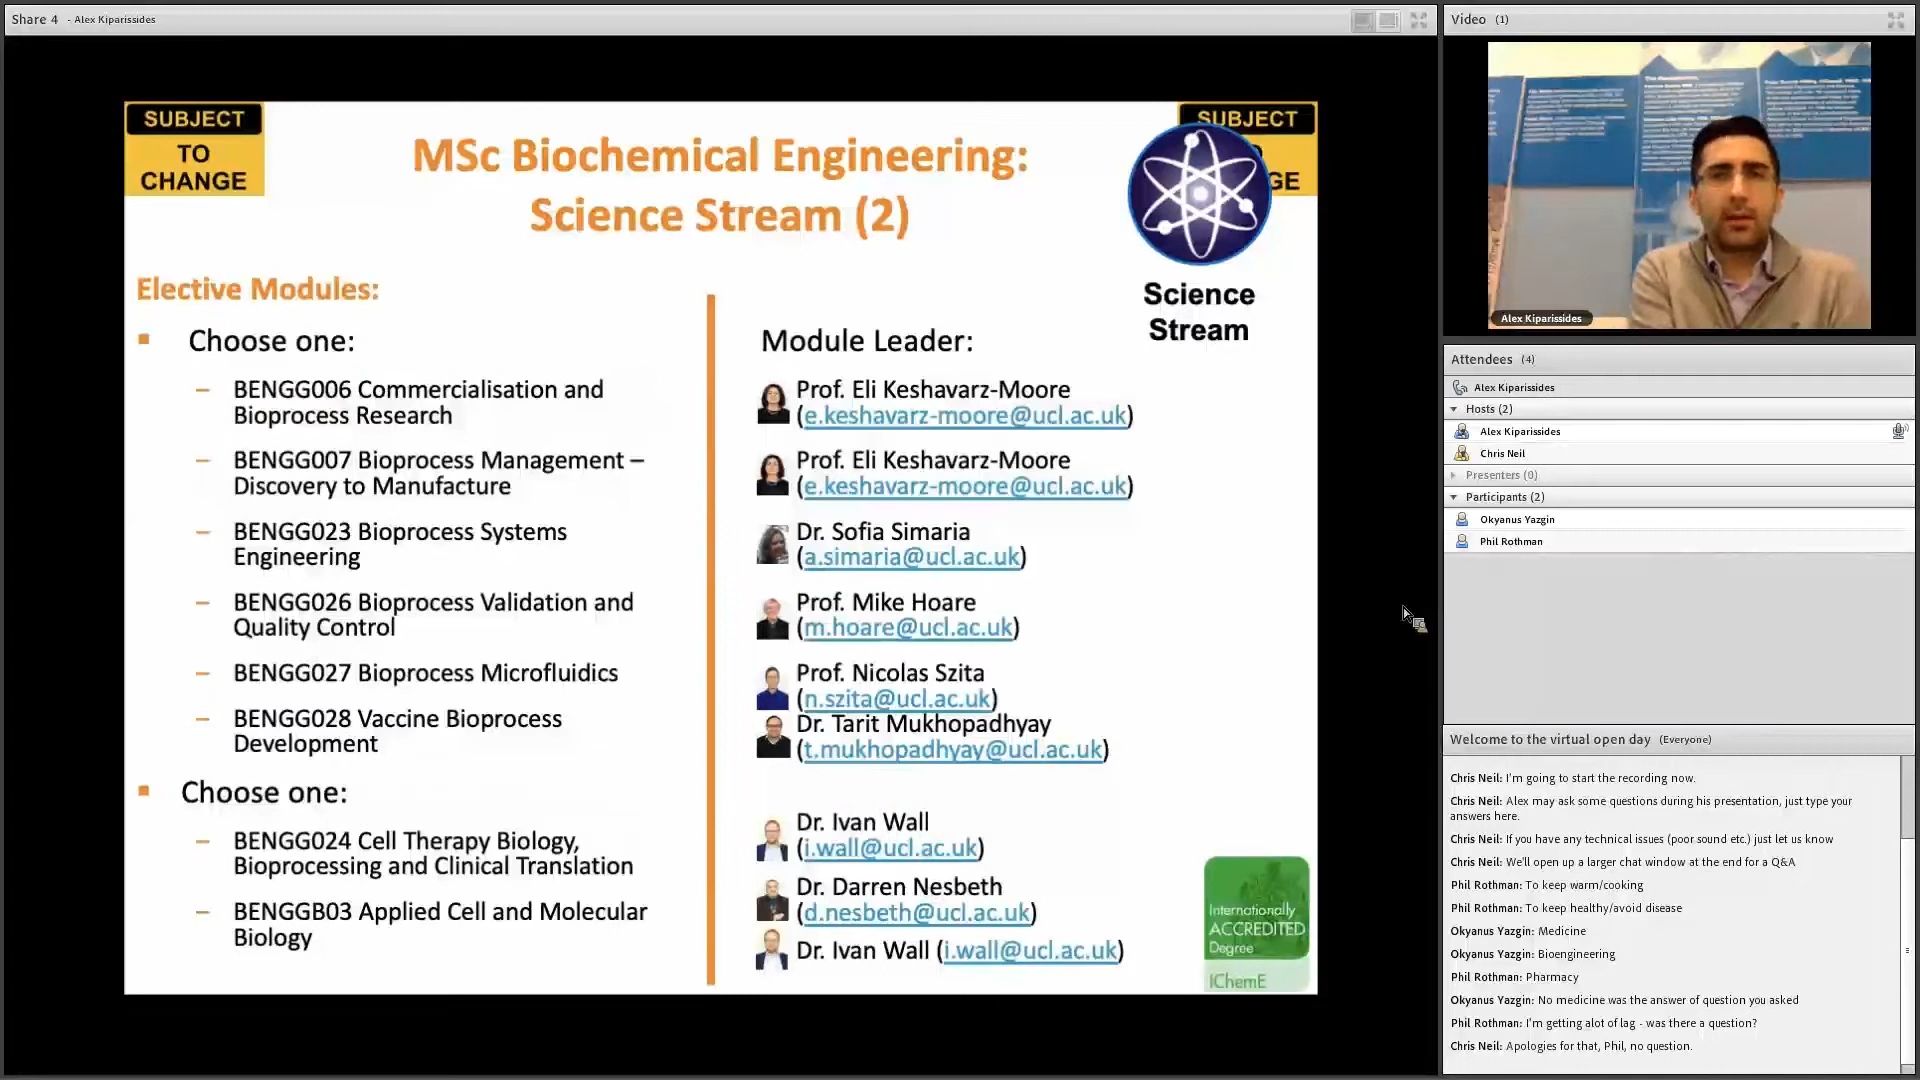 Share 4 - Alex Kiparissides
SUBJECT
TO
CHANGE
MSc Biochemical Engineering:
Science Stream (2)
SUBJECT
GE
Science
Stream
Elective Modules:
Choose one:
– BENGG006 Commercialisation and
Bioprocess Research
– BENGG007 Bioprocess Management –
Discovery to Manufacture
– BENGG023 Bioprocess Systems
Engineering
– BENGG026 Bioprocess Validation and
Quality Control
– BENGG027 Bioprocess Microfluidics
– BENGG028 Vaccine Bioprocess
Development
Choose one:
– BENGG024 Cell Therapy Biology,
Bioprocessing and Clinical Translation
– BENGGB03 Applied Cell and Molecular
Biology
Module Leader:
Prof. Eli Keshavarz-Moore
(e.keshavarz-moore@ucl.ac.uk)
Prof. Eli Keshavarz-Moore
(e.keshavarz-moore@ucl.ac.uk)
Dr. Sofia Simaria
(a.simaria@ucl.ac.uk)
Prof. Mike Hoare
(m.hoare@ucl.ac.uk)
Prof. Nicolas Szita
(n.szita@ucl.ac.uk)
Dr. Tarit Mukhopadhyay
(t.mukhopadhyay@ucl.ac.uk)
Dr. Ivan Wall
(i.wall@ucl.ac.uk)
Dr. Darren Nesbeth
(d.nesbeth@ucl.ac.uk)
Dr. Ivan Wall (i.wall@ucl.ac.uk)
Internationally
ACCREDITED
Degree
IChemE
Video (1)
Alex Kiparissides
Attendees (4)
Alex Kiparissides
Hosts (2)
Alex Kiparissides
Chris Neil
Presenters (0)
Participants (2)
Okyanus Yazgin
Phil Rothman
Welcome to the virtual open day (Everyone)
Chris Neil: I'm going to start the recording now.
Chris Neil: Alex may ask some questions during his presentation, just type your
answers here.
Chris Neil: If you have any technical issues (poor sound etc.) just let us know
Chris Neil: We'll open up a larger chat window at the end for a Q&A
Phil Rothman: To keep warm/cooking
Phil Rothman: To keep healthy/avoid disease
Okyanus Yazgin: Medicine
Okyanus Yazgin: Bioengineering
Phil Rothman: Pharmacy
Okyanus Yazgin: No medicine was the answer of question you asked
Phil Rothman: I'm getting alot of lag - was there a question?
Chris Neil: Apologies for that, Phil, no question.